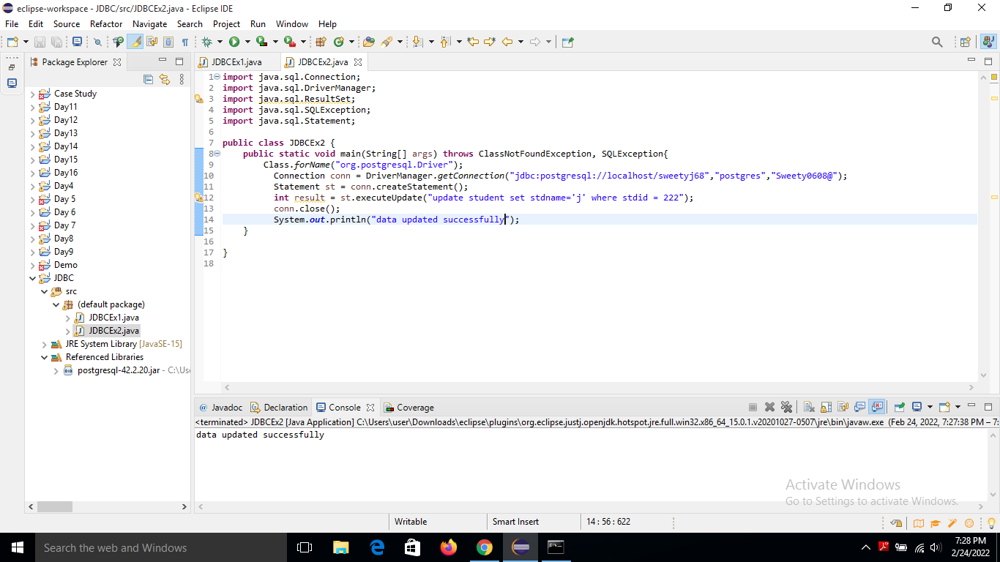 eclipse-workspace - JDBC/src/JDBCEx2.java - Eclipse IDE
File Edit Source Refactor Navigate Search Project Run Window Help
Package Explorer
Case Study
Day11
Day12
Day13
Day14
Day15
Day16
Day4
Day 5
Day 6
Day 7
Day8
Day9
Demo
JDBC
src
(default package)
JDBCEx1.java
JDBCEx2.java
JRE System Library [JavaSE-15]
Referenced Libraries
postgresql-42.2.20.jar - C:\Use
JDBCEx1.java JDBCEx2.java
1 import java.sql.Connection;
2 import java.sql.DriverManager;
3 import java.sql.ResultSet;
4 import java.sql.SQLException;
5 import java.sql.Statement;
6
7 public class JDBCEx2 {
8 public static void main(String[] args) throws ClassNotFoundException, SQLException{
9 Class.forName("org.postgresql.Driver");
10 Connection conn = DriverManager.getConnection("jdbc:postgresql://localhost/sweetyj68","postgres","Sweety0608@");
11 Statement st = conn.createStatement();
12 int result = st.executeUpdate("update student set stdname='j' where stdid = 222");
13 conn.close();
14 System.out.println("data updated successfully");
15 }
16
17 }
18
@ Javadoc Declaration Console Coverage
<terminated> JDBCEx2 [Java Application] C:\Users\user\Downloads\eclipse\plugins\org.eclipse.justj.openjdk.hotspot.jre.full.win32.x86_64_15.0.1.v20201027-0507\jre\bin\javaw.exe (Feb 24, 2022, 7:27:38 PM – 7:
data updated successfully
Activate Windows
Go to Settings to activate Windows.
Writable Smart Insert 14 : 56 : 622
Search the web and Windows
7:28 PM
2/24/2022